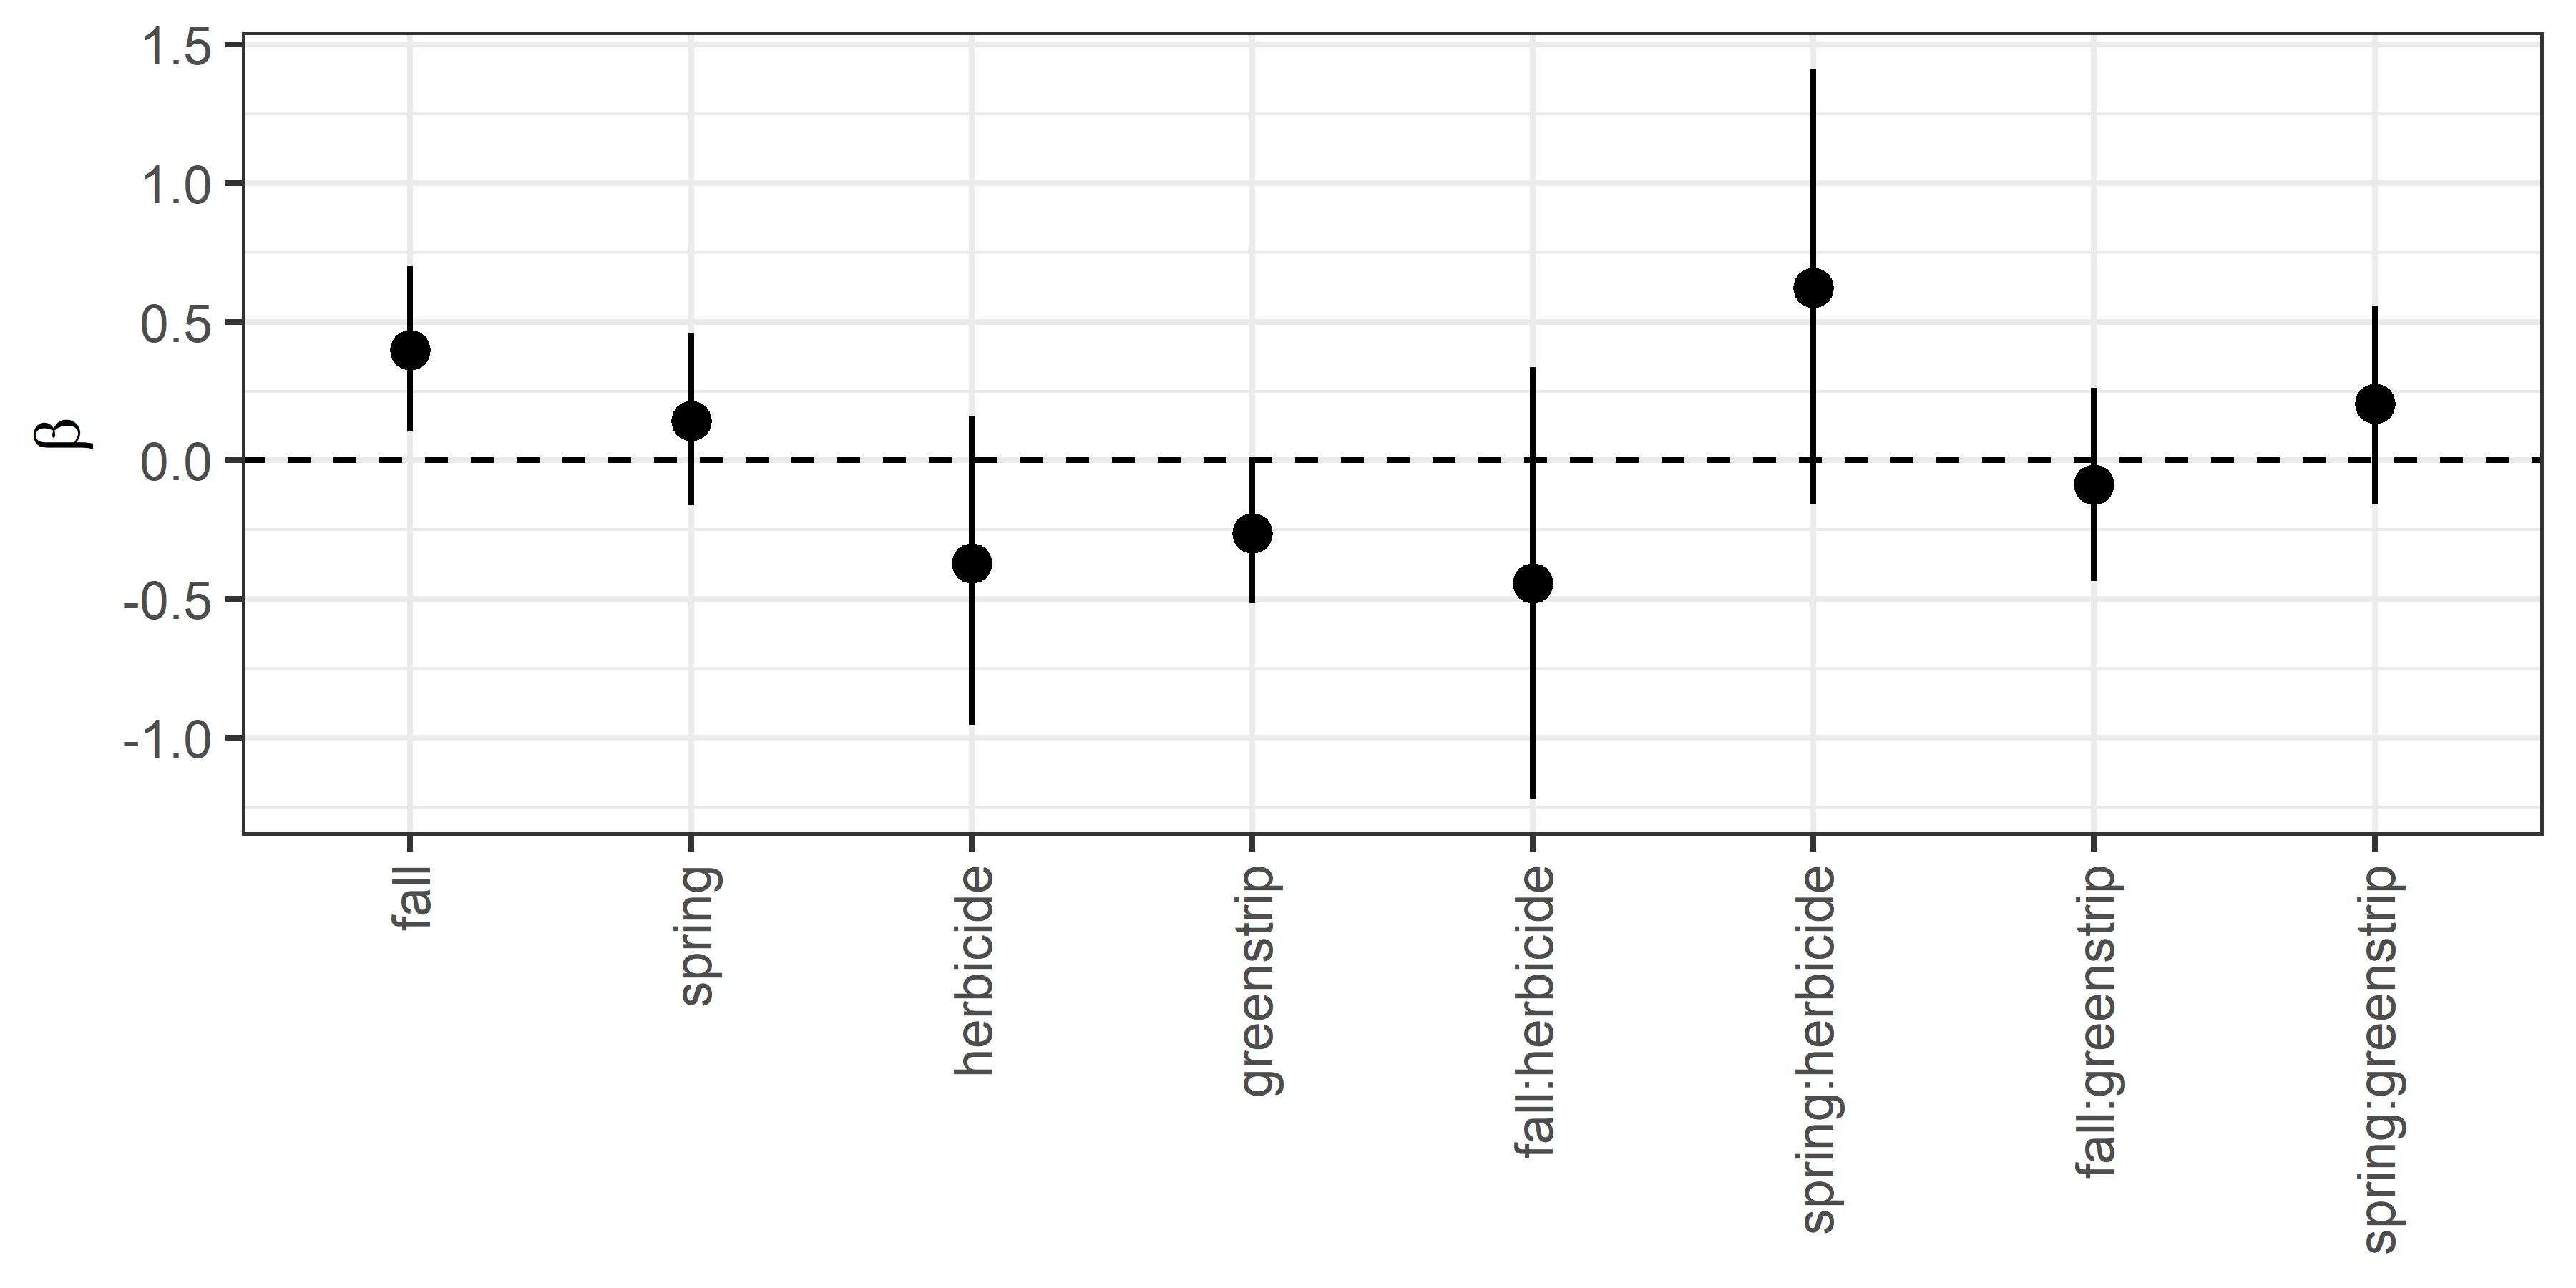 β
1.5
1.0
0.5
0.0
-0.5
-1.0
fall
spring
herbicide
greenstrip
fall:herbicide
spring:herbicide
fall:greenstrip
spring:greenstrip